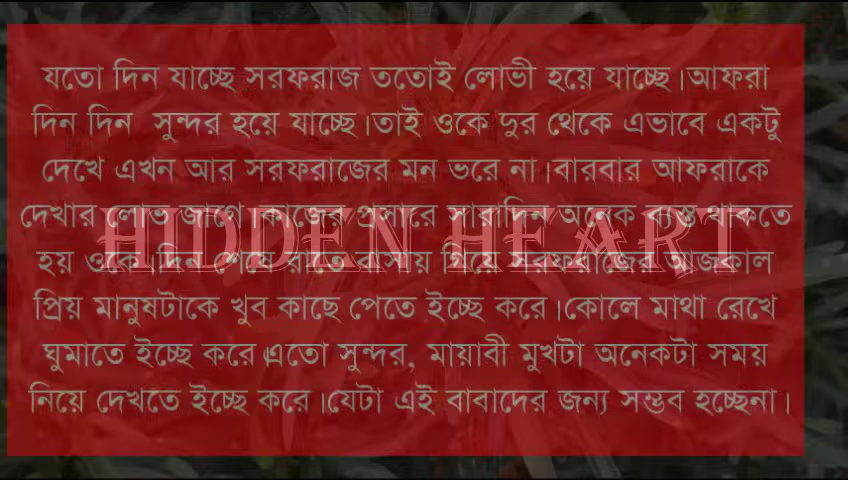 যতো দিন যাচ্ছে সরফরাজ ততোই লোভী হয়ে যাচ্ছে।আফরা
দিন দিন সুন্দর হয়ে যাচ্ছে।তাই ওকে দুর থেকে এভাবে একটু
দেখে এখন আর সরফরাজের মন ভরে না।বারবার আফরাকে
দেখার লোভ জাগে।কাজের প্রসারে সারাদিন অনেক ব্যস্ত থাকতে
HIDDEN HEART
হয় ওকে।দিন শেষে রাতে বাসায় গিয়ে সরফরাজের আজকাল
প্রিয় মানুষটাকে খুব কাছে পেতে ইচ্ছে করে।কোলে মাথা রেখে
ঘুমাতে ইচ্ছে করে।এতো সুন্দর, মায়াবী মুখটা অনেকটা সময়
নিয়ে দেখতে ইচ্ছে করে।যেটা এই বাবাদের জন্য সম্ভব হচ্ছেনা।